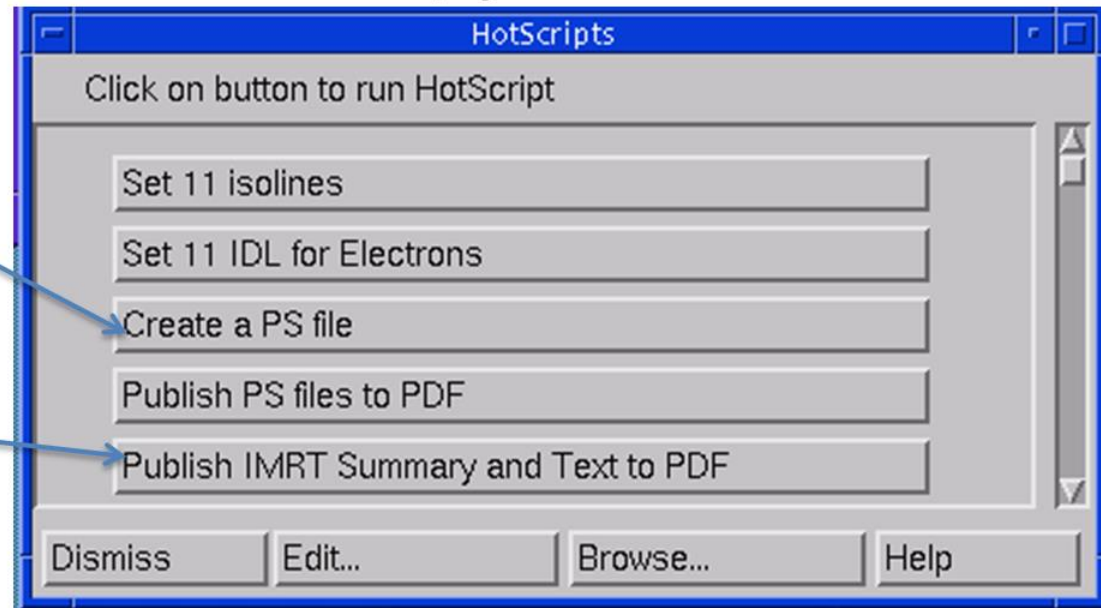 HotScripts
Click on button to run HotScript
Set 11 isolines
Set 11 IDL for Electrons
Create a PS file
Publish PS files to PDF
Publish IMRT Summary and Text to PDF
Dismiss Edit... Browse... Help